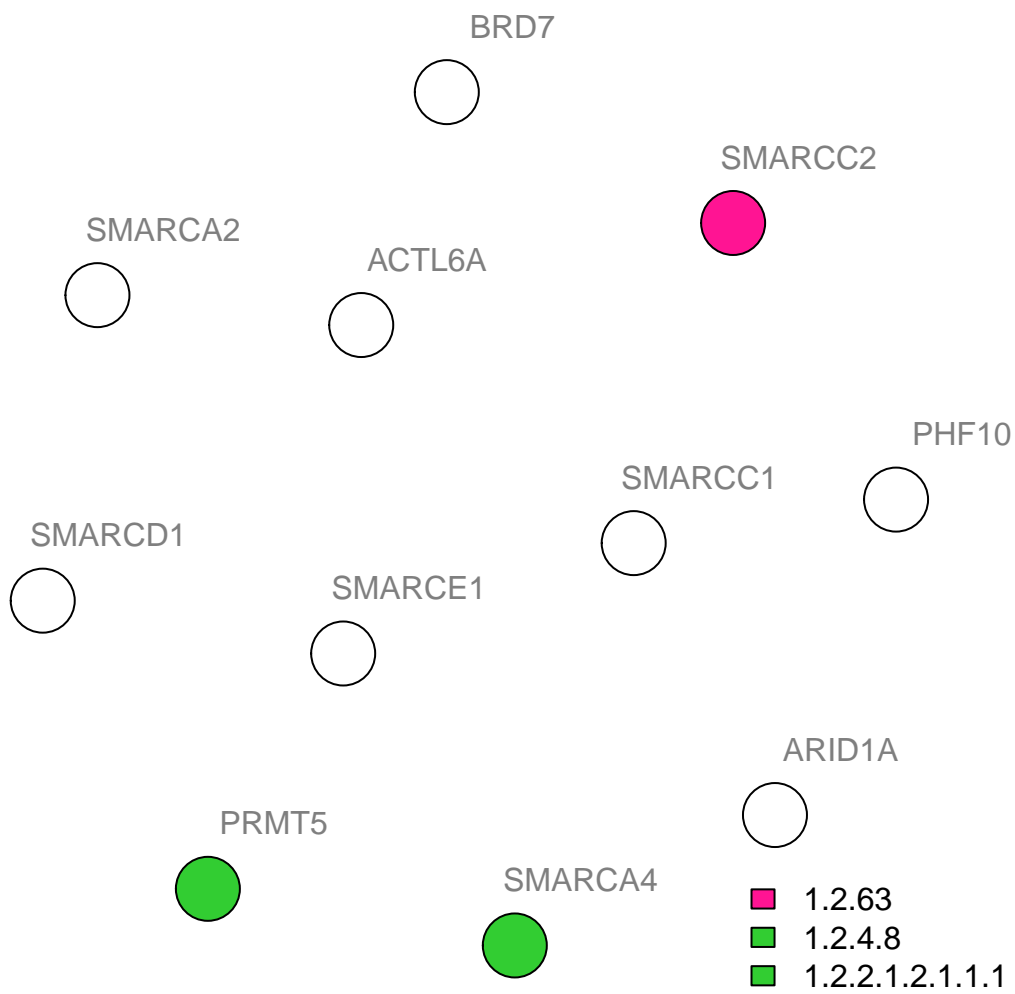 BRD7
SMARCC2
SMARCA2
ACTL6A
PHF10
SMARCC1
SMARCD1
SMARCE1
ARID1A
PRMT5
SMARCA4
1.2.63
1.2.4.8
1.2.2.1.2.1.1.1